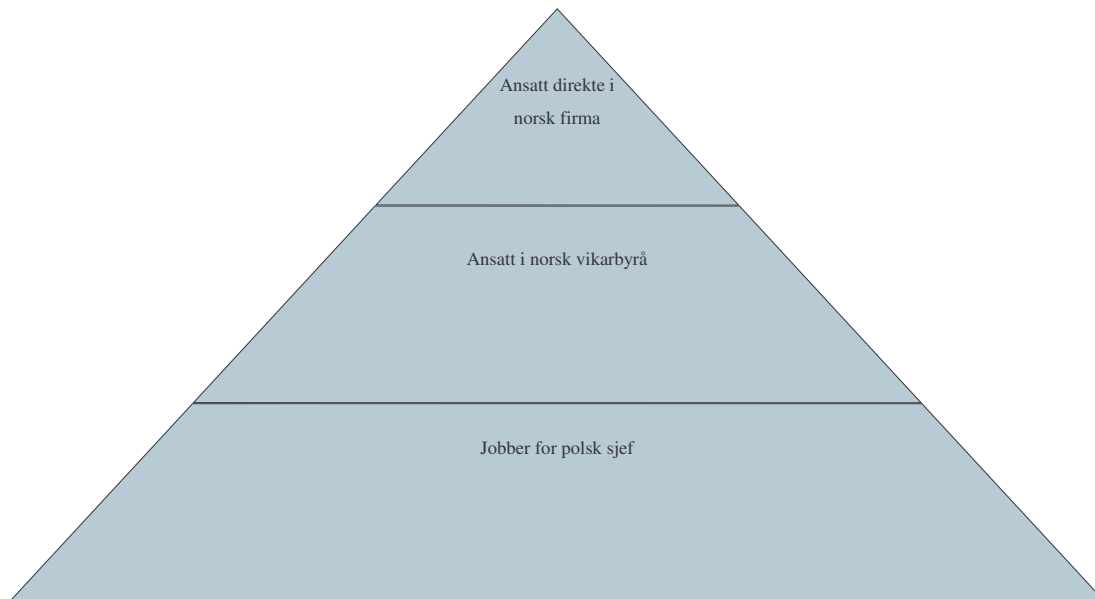 Ansatt direkte i
norsk firma
Ansatt i norsk vikarbyrå
Jobber for polsk sjef